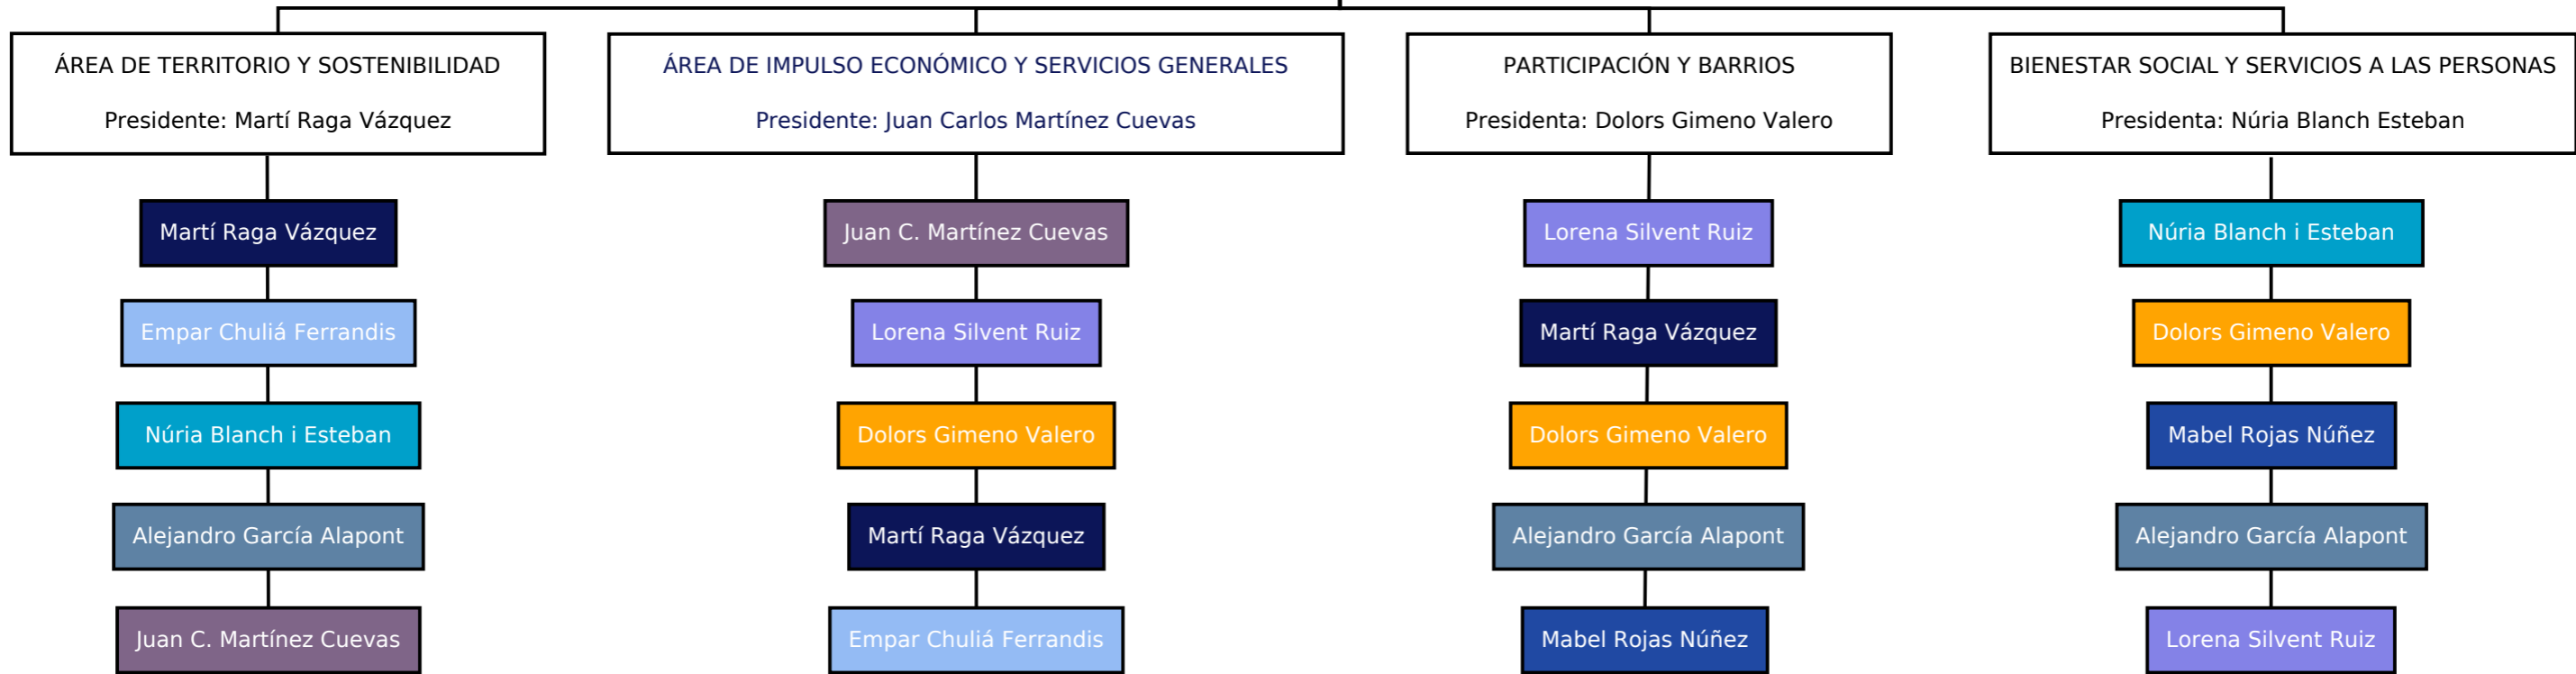 ÁREA DE TERRITORIO Y SOSTENIBILIDAD
Presidente: Martí Raga Vázquez
Martí Raga Vázquez
Empar Chuliá Ferrandis
Núria Blanch i Esteban
Alejandro García Alapont
Juan C. Martínez Cuevas
ÁREA DE IMPULSO ECONÓMICO Y SERVICIOS GENERALES
Presidente: Juan Carlos Martínez Cuevas
Juan C. Martínez Cuevas
Lorena Silvent Ruiz
Dolors Gimeno Valero
Martí Raga Vázquez
Empar Chuliá Ferrandis
PARTICIPACIÓN Y BARRIOS
Presidenta: Dolors Gimeno Valero
Lorena Silvent Ruiz
Martí Raga Vázquez
Dolors Gimeno Valero
Alejandro García Alapont
Mabel Rojas Núñez
BIENESTAR SOCIAL Y SERVICIOS A LAS PERSONAS
Presidenta: Núria Blanch Esteban
Núria Blanch i Esteban
Dolors Gimeno Valero
Mabel Rojas Núñez
Alejandro García Alapont
Lorena Silvent Ruiz